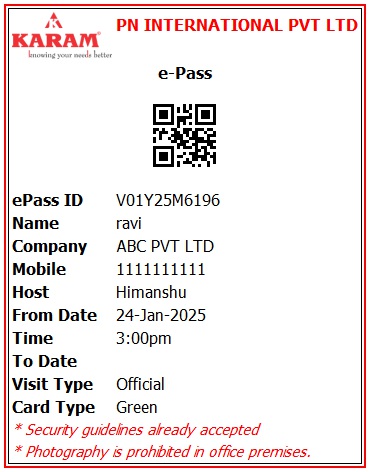 KARAM®
knowing your needs better
PN INTERNATIONAL PVT LTD
e-Pass
ePass ID V01Y25M6196
Name ravi
Company ABC PVT LTD
Mobile 1111111111
Host Himanshu
From Date 24-Jan-2025
Time 3:00pm
To Date
Visit Type Official
Card Type Green
* Security guidelines already accepted
* Photography is prohibited in office premises.